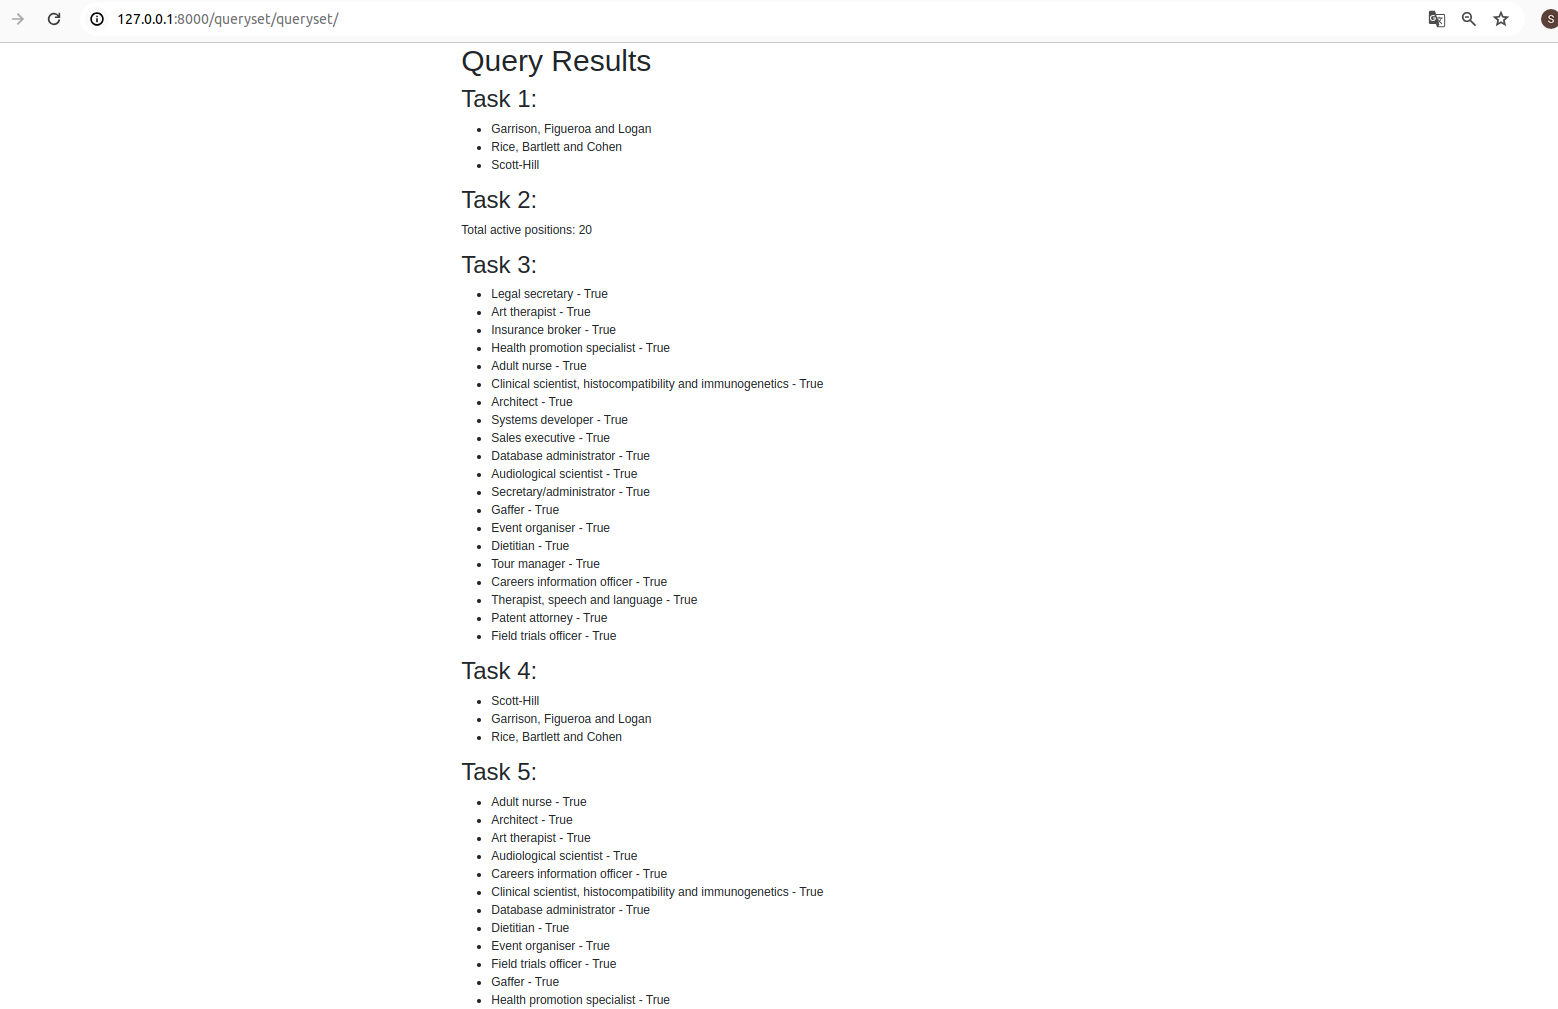 127.0.0.1:8000/queryset/queryset/
S
Query Results
Task 1:
Garrison, Figueroa and Logan
Rice, Bartlett and Cohen
Scott-Hill
Task 2:
Total active positions: 20
Task 3:
Legal secretary - True
Art therapist - True
Insurance broker - True
Health promotion specialist - True
Adult nurse - True
Clinical scientist, histocompatibility and immunogenetics - True
Architect - True
Systems developer - True
Sales executive - True
Database administrator - True
Audiological scientist - True
Secretary/administrator - True
Gaffer - True
Event organiser - True
Dietitian - True
Tour manager - True
Careers information officer - True
Therapist, speech and language - True
Patent attorney - True
Field trials officer - True
Task 4:
Scott-Hill
Garrison, Figueroa and Logan
Rice, Bartlett and Cohen
Task 5:
Adult nurse - True
Architect - True
Art therapist - True
Audiological scientist - True
Careers information officer - True
Clinical scientist, histocompatibility and immunogenetics - True
Database administrator - True
Dietitian - True
Event organiser - True
Field trials officer - True
Gaffer - True
Health promotion specialist - True